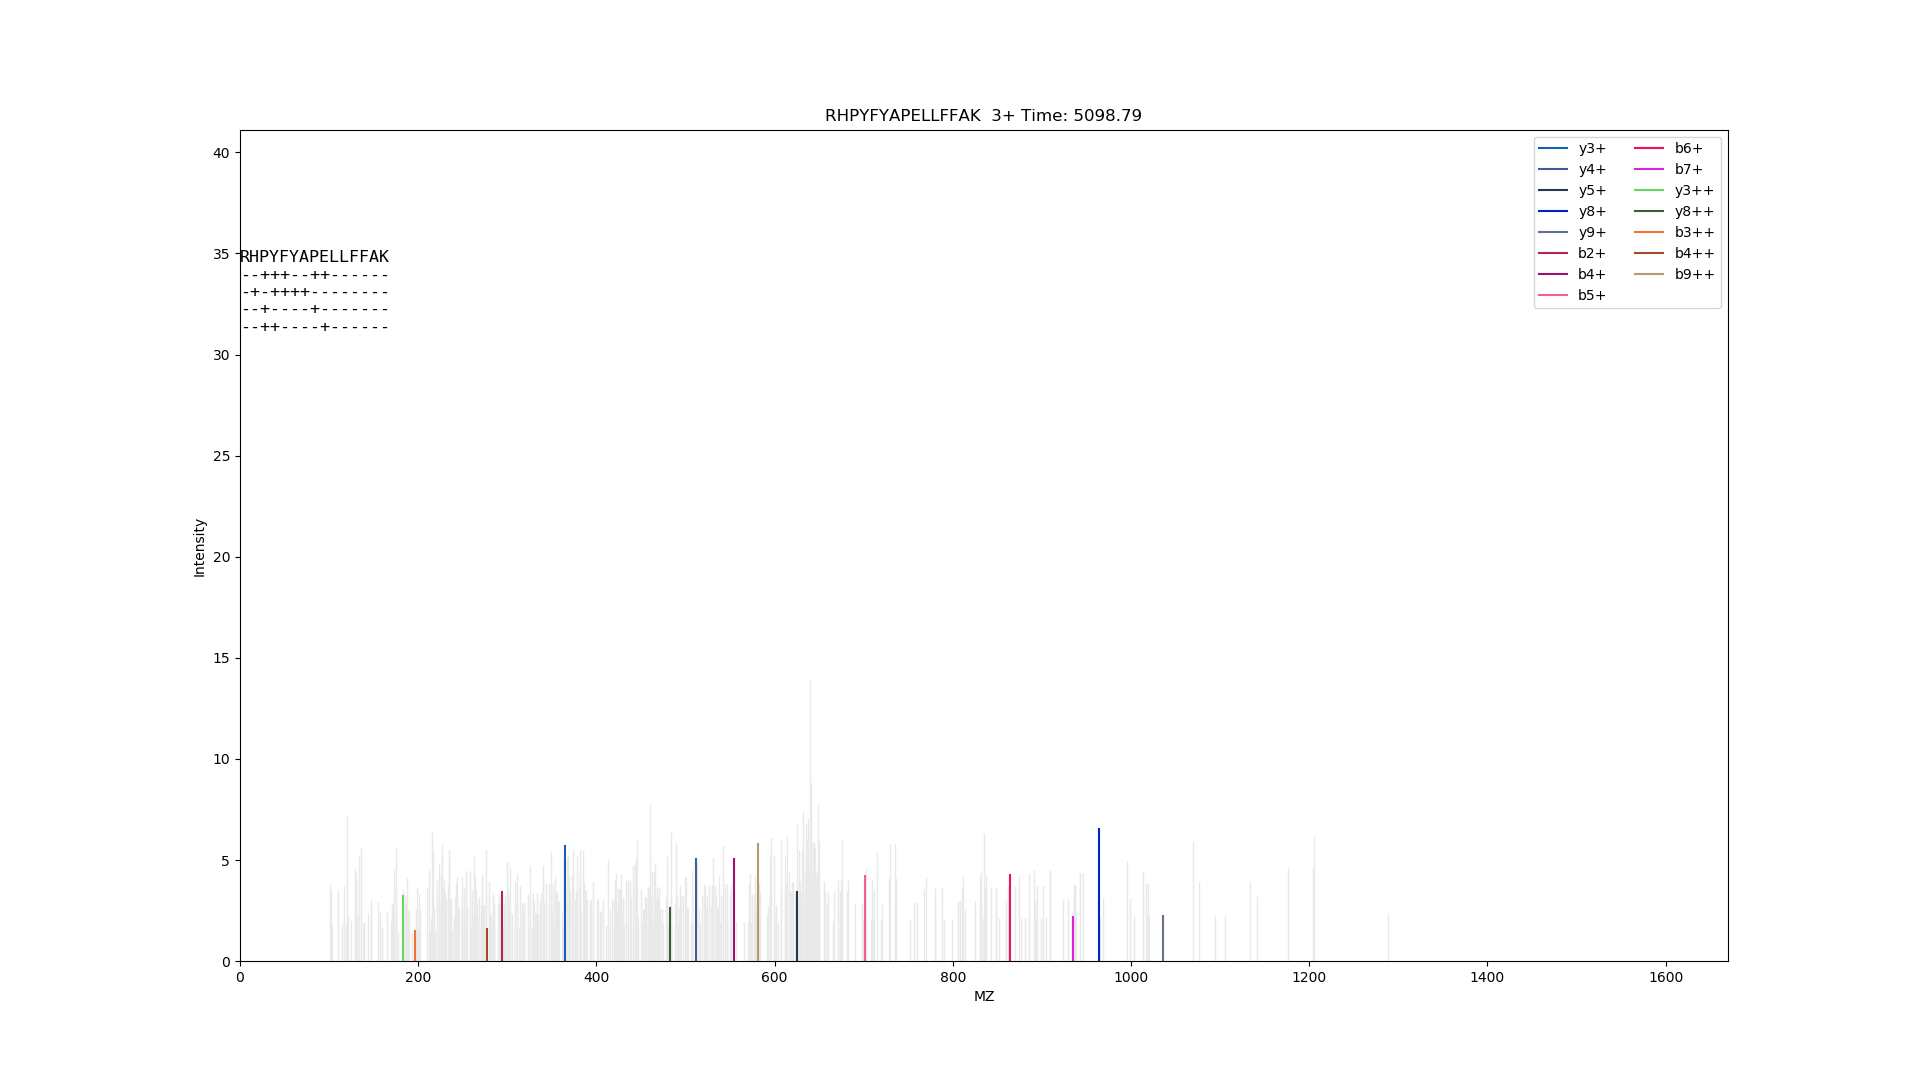 RHPYFYAPELLFFAK  3+ Time: 5098.79
40
35
30
25
20
15
10
5
0
Intensity
RHPYFYAPELLFFAK
--+++--++------
-+-++++--------
--+----+-------
--++----+------
y3+
y4+
y5+
y8+
y9+
b2+
b4+
b5+
b6+
b7+
y3++
y8++
b3++
b4++
b9++
0 200 400 600 800 1000 1200 1400 1600
MZ